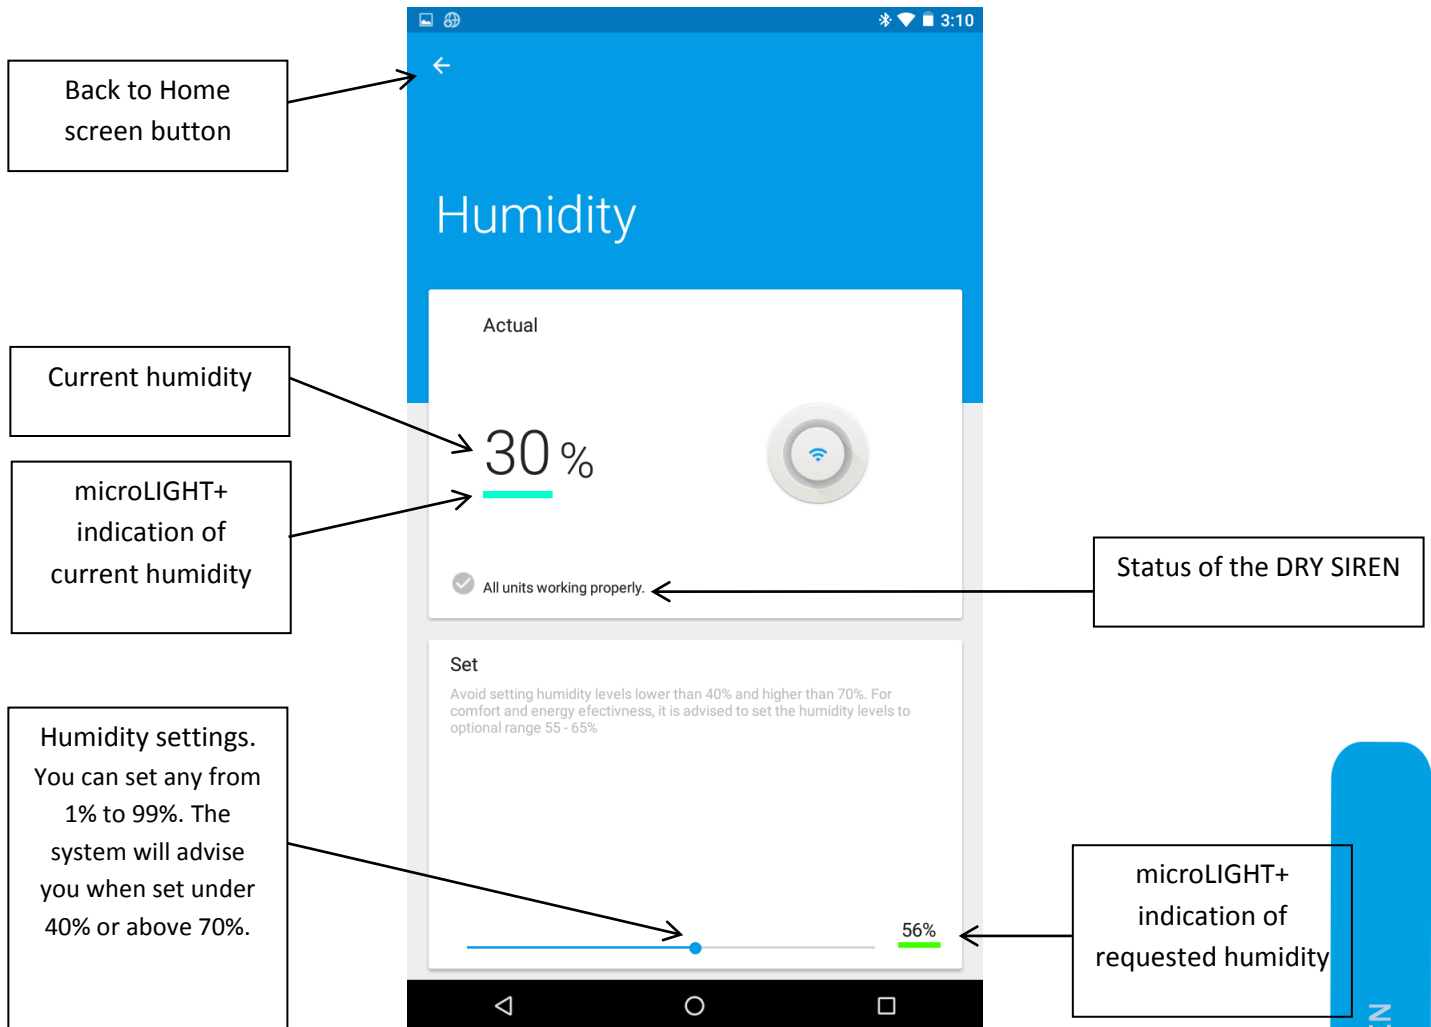 3:10
Back to Home
screen button
Humidity
Actual
Current humidity
30 %
microLIGHT+
indication of
current humidity
All units working properly.
Status of the DRY SIREN
Set
Avoid setting humidity levels lower than 40% and higher than 70%. For
comfort and energy efectivness, it is advised to set the humidity levels to
optional range 55 - 65%
Humidity settings.
You can set any from
1% to 99%. The
system will advise
you when set under
40% or above 70%.
56%
microLIGHT+
indication of
requested humidity
EN